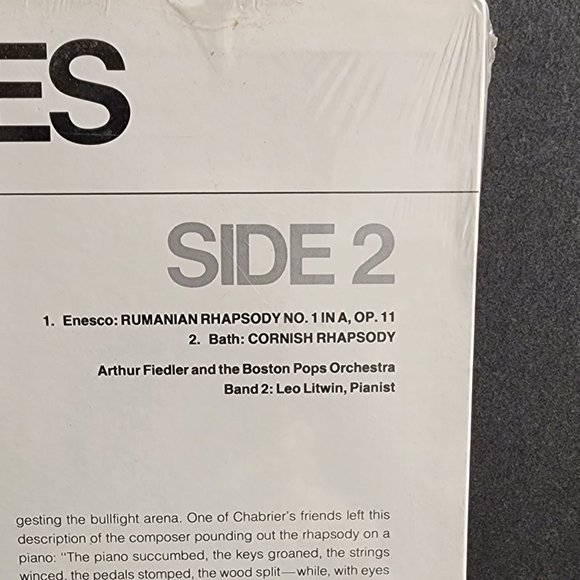 ES
SIDE 2
1. Enesco: RUMANIAN RHAPSODY NO. 1 IN A, OP. 11
2. Bath: CORNISH RHAPSODY
Arthur Fiedler and the Boston Pops Orchestra
Band 2: Leo Litwin, Pianist
gesting the bullfight arena. One of Chabrier's friends left this
description of the composer pounding out the rhapsody on a
piano: "The piano succumbed, the keys groaned, the strings
winced, the pedals stomped, the wood split—while, with eyes